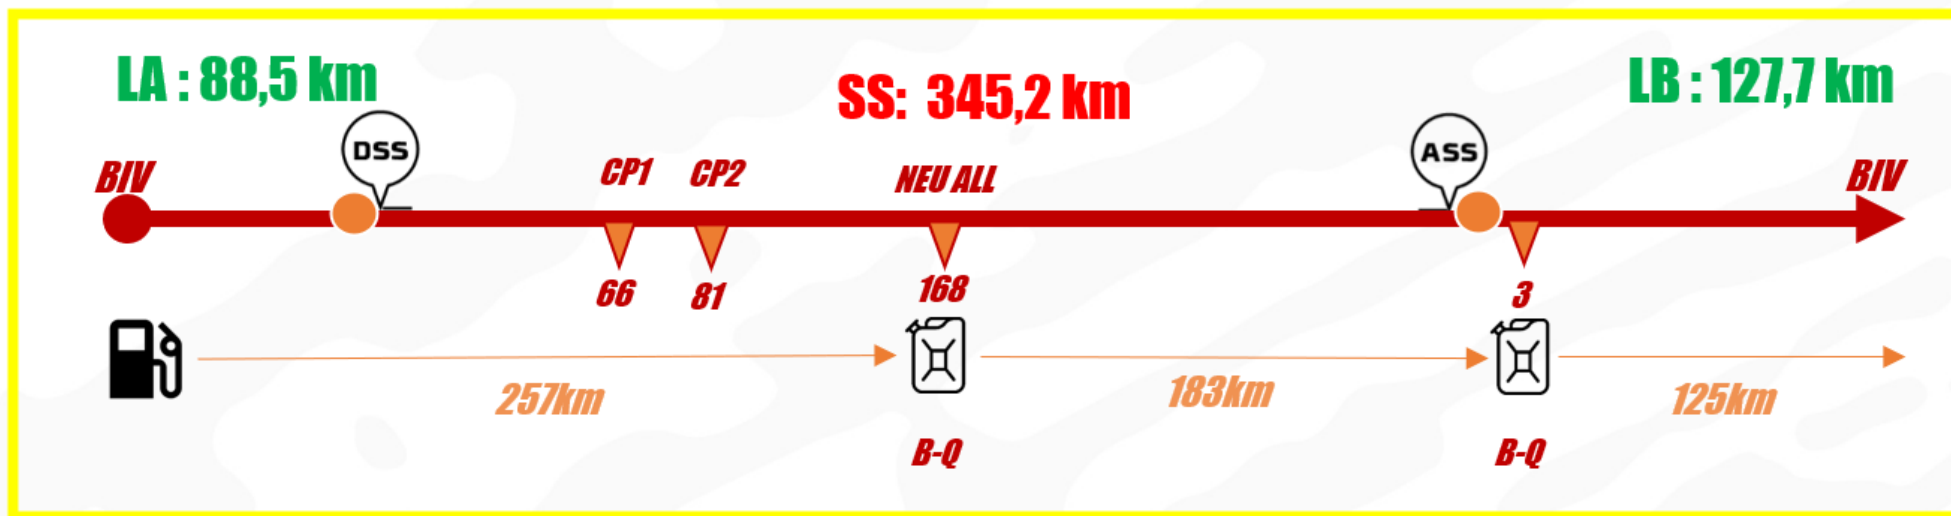 LA : 88,5 km
SS: 345,2 km
LB : 127,7 km
DSS
ASS
BIV
CP1
CP2
NEU ALL
BIV
66
81
168
3
257km
183km
125km
B-Q
B-Q